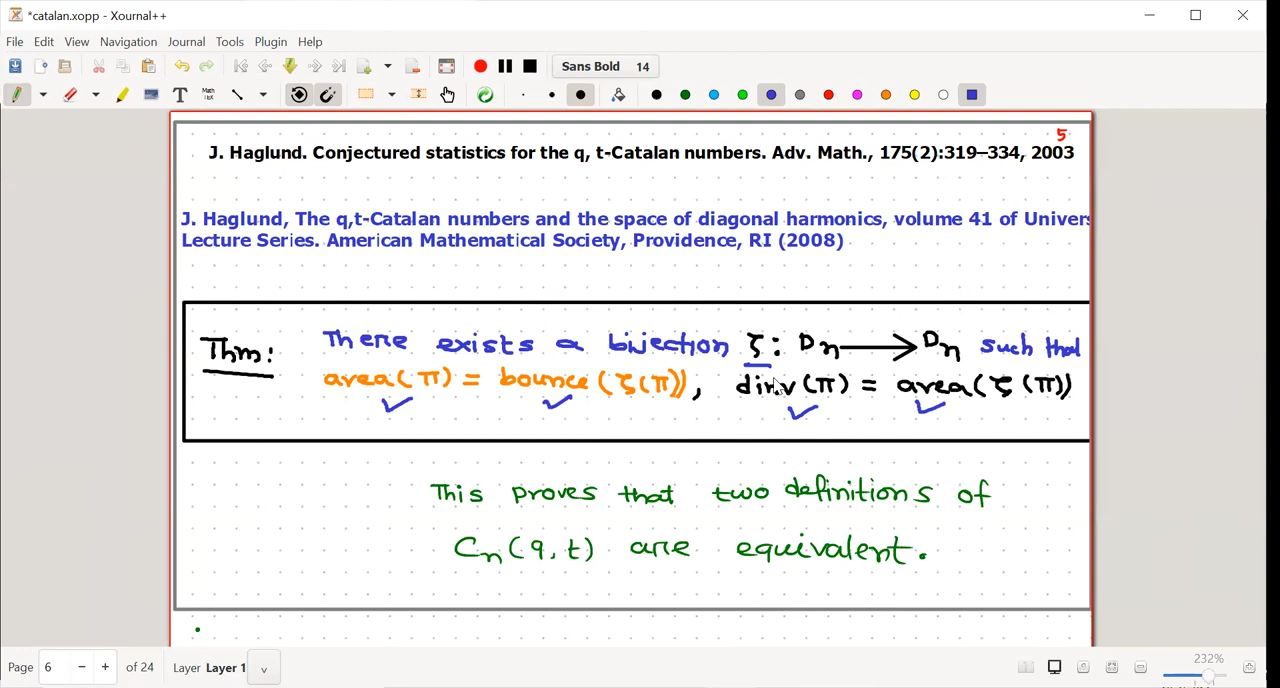 *catalan.xopp - Xournal++
File Edit View Navigation Journal Tools Plugin Help
Sans Bold 14
5
J. Haglund. Conjectured statistics for the q, t-Catalan numbers. Adv. Math., 175(2):319–334, 2003
J. Haglund, The q,t-Catalan numbers and the space of diagonal harmonics, volume 41 of Univers
Lecture Series. American Mathematical Society, Providence, RI (2008)
Thm: There exists a bijection ζ: Dn ⟶ Dn such that
area(π) = bounce(ζ(π)), dinv(π) = area(ζ(π))
This proves that two definitions of
Cn(q,t) are equivalent.
Page 6 − + of 24 Layer Layer 1 232%